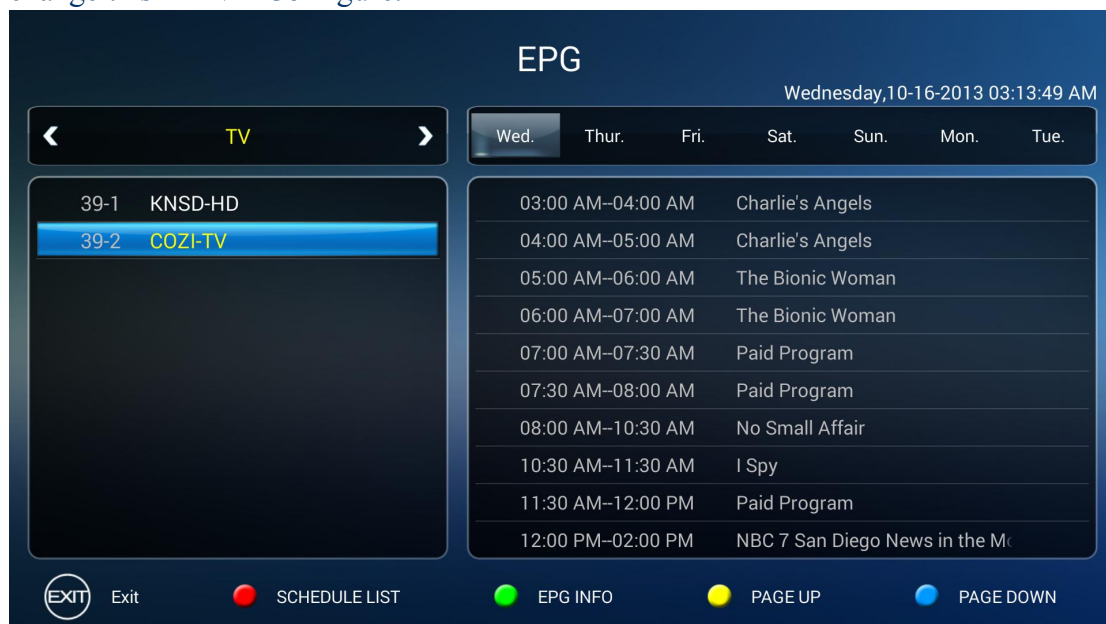 EPG
Wednesday,10-16-2013 03:13:49 AM
TV
Wed. Thur. Fri. Sat. Sun. Mon. Tue.
39-1 KNSD-HD
39-2 COZI-TV
03:00 AM--04:00 AM Charlie's Angels
04:00 AM--05:00 AM Charlie's Angels
05:00 AM--06:00 AM The Bionic Woman
06:00 AM--07:00 AM The Bionic Woman
07:00 AM--07:30 AM Paid Program
07:30 AM--08:00 AM Paid Program
08:00 AM--10:30 AM No Small Affair
10:30 AM--11:30 AM I Spy
11:30 AM--12:00 PM Paid Program
12:00 PM--02:00 PM NBC 7 San Diego News in the
EXIT Exit SCHEDULE LIST EPG INFO PAGE UP PAGE DOWN